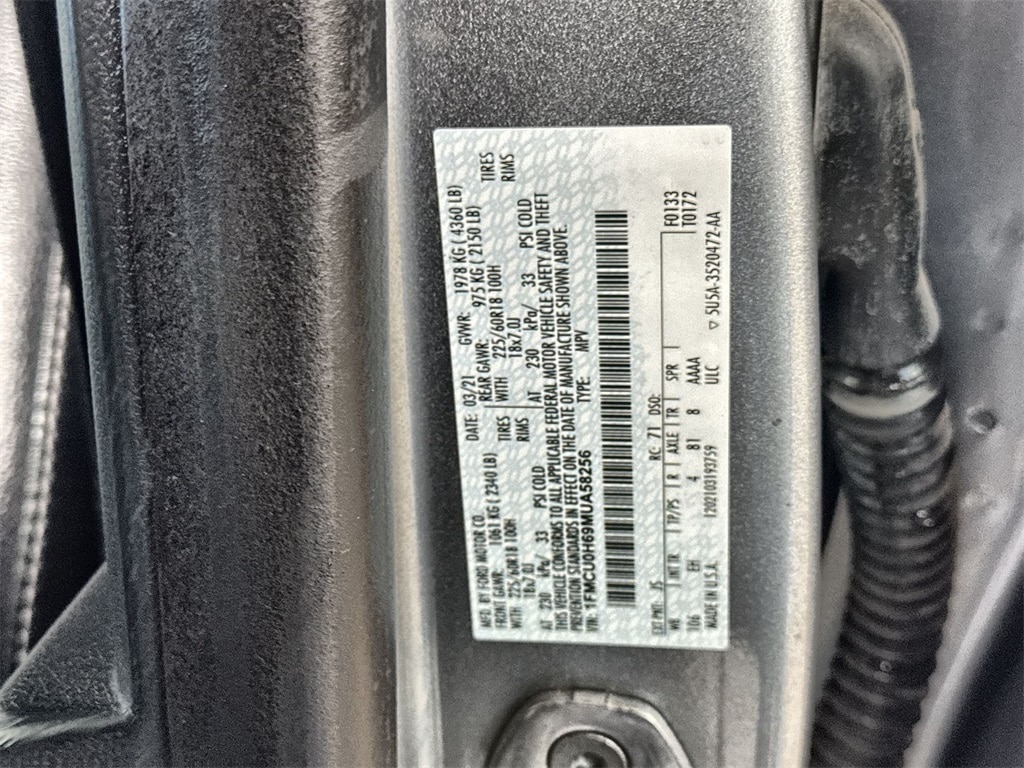 MFD. BY FORD MOTOR CO. DATE: 03/21 GVWR: 1978 KG ( 4360 LB)
FRONT GAWR: 1061 KG ( 2340 LB) REAR GAWR: 975 KG ( 2150 LB)
WITH 225/60R18 100H TIRES WITH 225/60R18 100H TIRES
18x7.0J RIMS 18x7.0J RIMS
AT 230 kPa/ 33 PSI COLD AT 230 kPa/ 33 PSI COLD
THIS VEHICLE CONFORMS TO ALL APPLICABLE FEDERAL MOTOR VEHICLE SAFETY AND THEFT
PREVENTION STANDARDS IN EFFECT ON THE DATE OF MANUFACTURE SHOWN ABOVE.
VIN: 1FMCU0H69MUA58256 TYPE: MPV
EXT PNT: JS RC: 71 DSO: F0133
WB INT TR TP/PS R AXLE TR SPR T0172
106 EH 4 81 8 AAAA
MADE IN U.S.A. 1202103193759 ULC ▽ 5U5A-3520472-AA